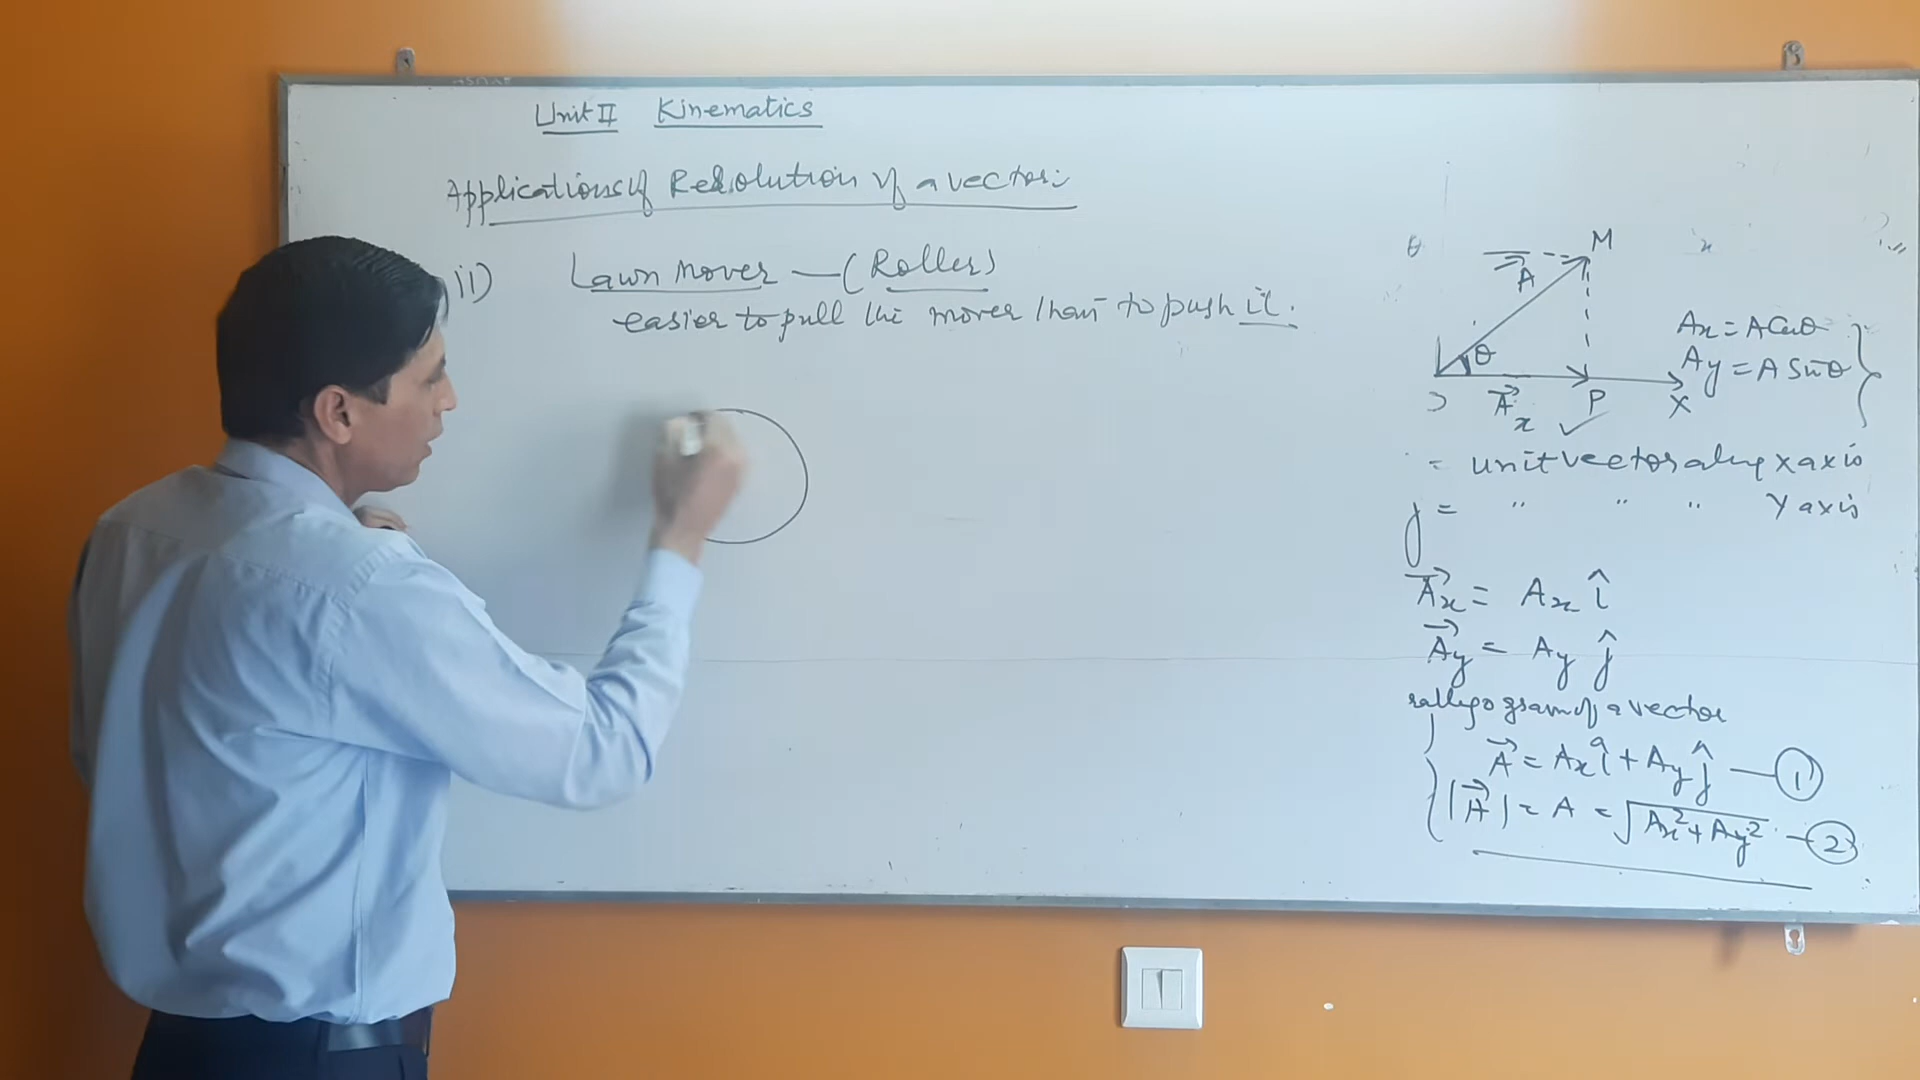 Unit II Kinematics
Applications of Resolution of a vector:
ii) Lawn mover — (Roller)
easier to pull the mover than to push it.
θ
M
A
θ
P
X
Ax
Ax = A Cosθ
Ay = A Sinθ
= unit vector along x axis
j = " " " Y axis
Ax = Ax î
Ay = Ay ĵ
rallegogram of a vector
A = Ax î + Ay ĵ — 1
|A| = A = √Ax² + Ay² — 2